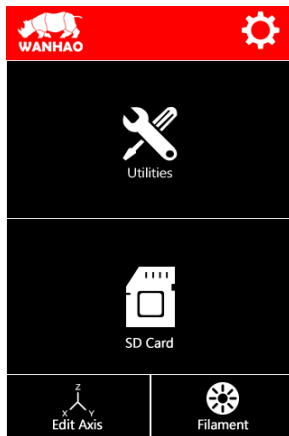 WANHAO
Utilities
SD Card
Z
X Y
Edit Axis
Filament